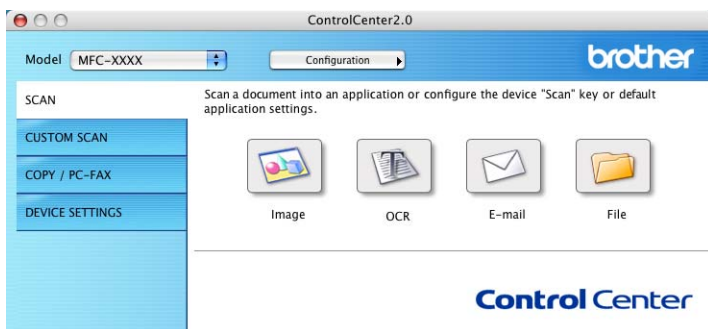 ControlCenter2.0
Model MFC-XXXX Configuration
brother
SCAN
CUSTOM SCAN
COPY / PC-FAX
DEVICE SETTINGS
Scan a document into an application or configure the device "Scan" key or default
application settings.
Image OCR E-mail File
Control Center